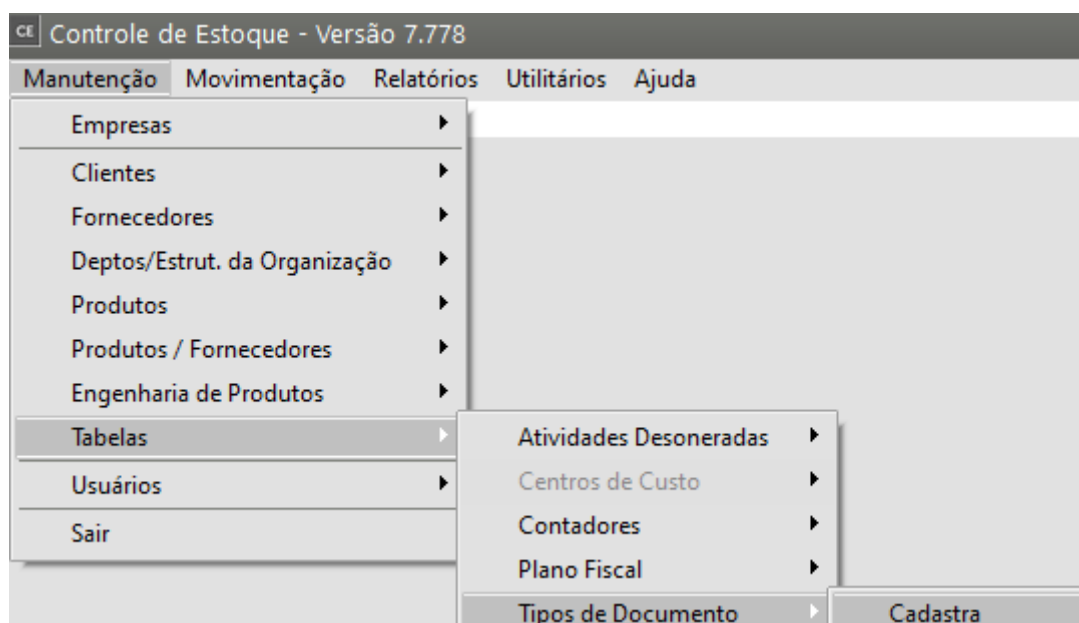 CE Controle de Estoque - Versão 7.778
Manutenção Movimentação Relatórios Utilitários Ajuda
Empresas
Clientes
Fornecedores
Deptos/Estrut. da Organização
Produtos
Produtos / Fornecedores
Engenharia de Produtos
Tabelas
Usuários
Sair
Atividades Desoneradas
Centros de Custo
Contadores
Plano Fiscal
Tipos de Documento
Cadastra